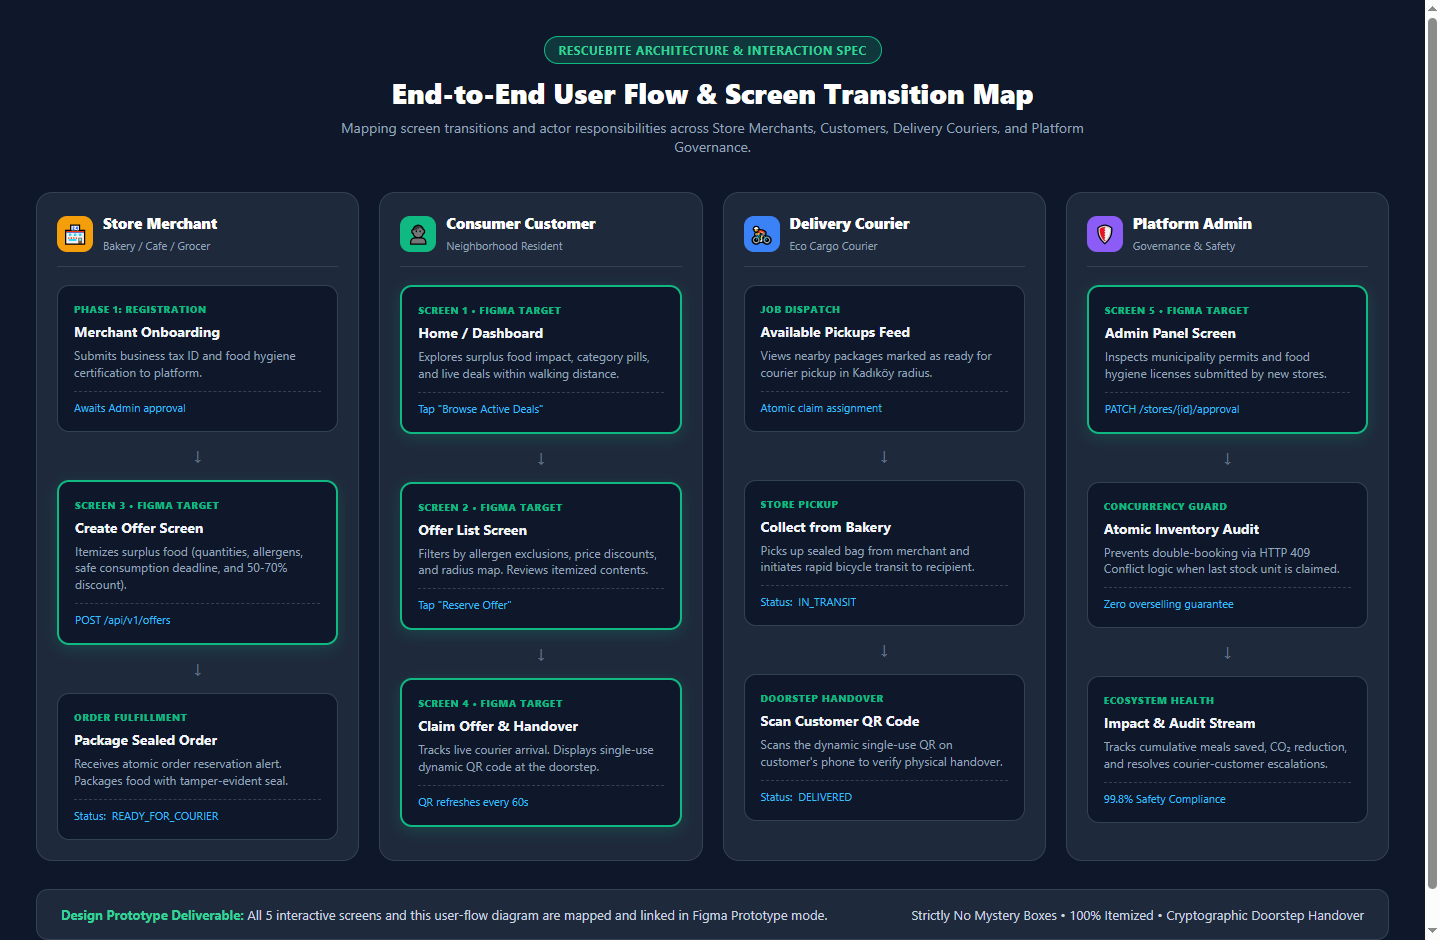 RESCUEBITE ARCHITECTURE & INTERACTION SPEC
End-to-End User Flow & Screen Transition Map
Mapping screen transitions and actor responsibilities across Store Merchants, Customers, Delivery Couriers, and Platform
Governance.
Store Merchant
Bakery / Cafe / Grocer
PHASE 1: REGISTRATION
Merchant Onboarding
Submits business tax ID and food hygiene
certification to platform.
Awaits Admin approval
↓
SCREEN 3 • FIGMA TARGET
Create Offer Screen
Itemizes surplus food (quantities, allergens,
safe consumption deadline, and 50-70%
discount).
POST /api/v1/offers
↓
ORDER FULFILLMENT
Package Sealed Order
Receives atomic order reservation alert.
Packages food with tamper-evident seal.
Status: READY_FOR_COURIER
Consumer Customer
Neighborhood Resident
SCREEN 1 • FIGMA TARGET
Home / Dashboard
Explores surplus food impact, category pills,
and live deals within walking distance.
Tap "Browse Active Deals"
↓
SCREEN 2 • FIGMA TARGET
Offer List Screen
Filters by allergen exclusions, price discounts,
and radius map. Reviews itemized contents.
Tap "Reserve Offer"
↓
SCREEN 4 • FIGMA TARGET
Claim Offer & Handover
Tracks live courier arrival. Displays single-use
dynamic QR code at the doorstep.
QR refreshes every 60s
Delivery Courier
Eco Cargo Courier
JOB DISPATCH
Available Pickups Feed
Views nearby packages marked as ready for
courier pickup in Kadıköy radius.
Atomic claim assignment
↓
STORE PICKUP
Collect from Bakery
Picks up sealed bag from merchant and
initiates rapid bicycle transit to recipient.
Status: IN_TRANSIT
↓
DOORSTEP HANDOVER
Scan Customer QR Code
Scans the dynamic single-use QR on
customer's phone to verify physical handover.
Status: DELIVERED
Platform Admin
Governance & Safety
SCREEN 5 • FIGMA TARGET
Admin Panel Screen
Inspects municipality permits and food
hygiene licenses submitted by new stores.
PATCH /stores/{id}/approval
↓
CONCURRENCY GUARD
Atomic Inventory Audit
Prevents double-booking via HTTP 409
Conflict logic when last stock unit is claimed.
Zero overselling guarantee
↓
ECOSYSTEM HEALTH
Impact & Audit Stream
Tracks cumulative meals saved, CO₂ reduction,
and resolves courier-customer escalations.
99.8% Safety Compliance
Design Prototype Deliverable: All 5 interactive screens and this user-flow diagram are mapped and linked in Figma Prototype mode.
Strictly No Mystery Boxes • 100% Itemized • Cryptographic Doorstep Handover